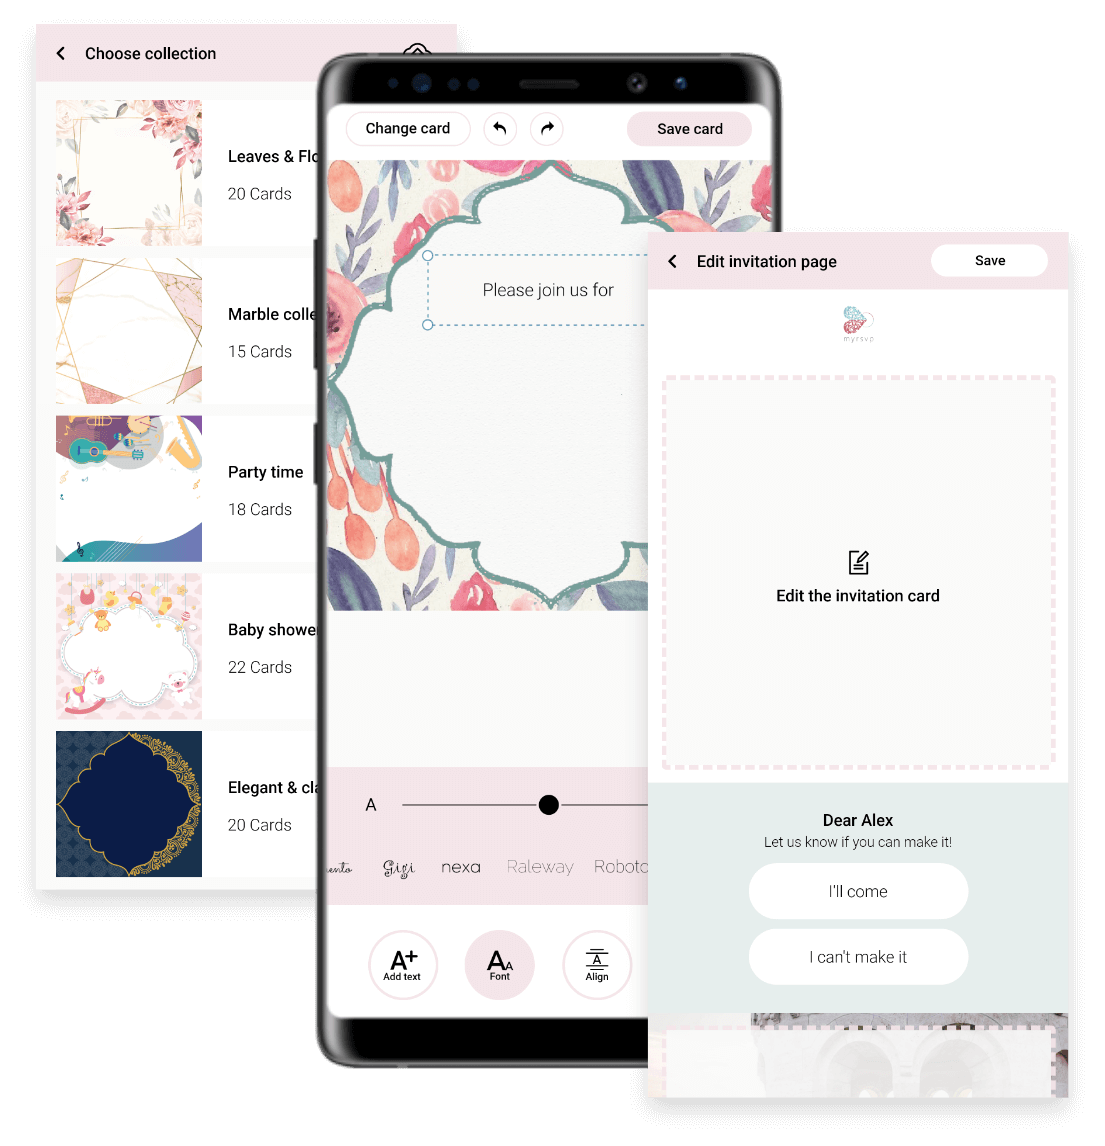 Choose collection
Leaves & Flo
20 Cards
Marble colle
15 Cards
Party time
18 Cards
Baby showe
22 Cards
Elegant & cla
20 Cards
Change card
Save card
Please join us for
A
ento Gigi nexa Raleway Roboto
A+ AA A
Add text Font Align
Edit invitation page
Save
myrsvp
Edit the invitation card
Dear Alex
Let us know if you can make it!
I'll come
I can't make it